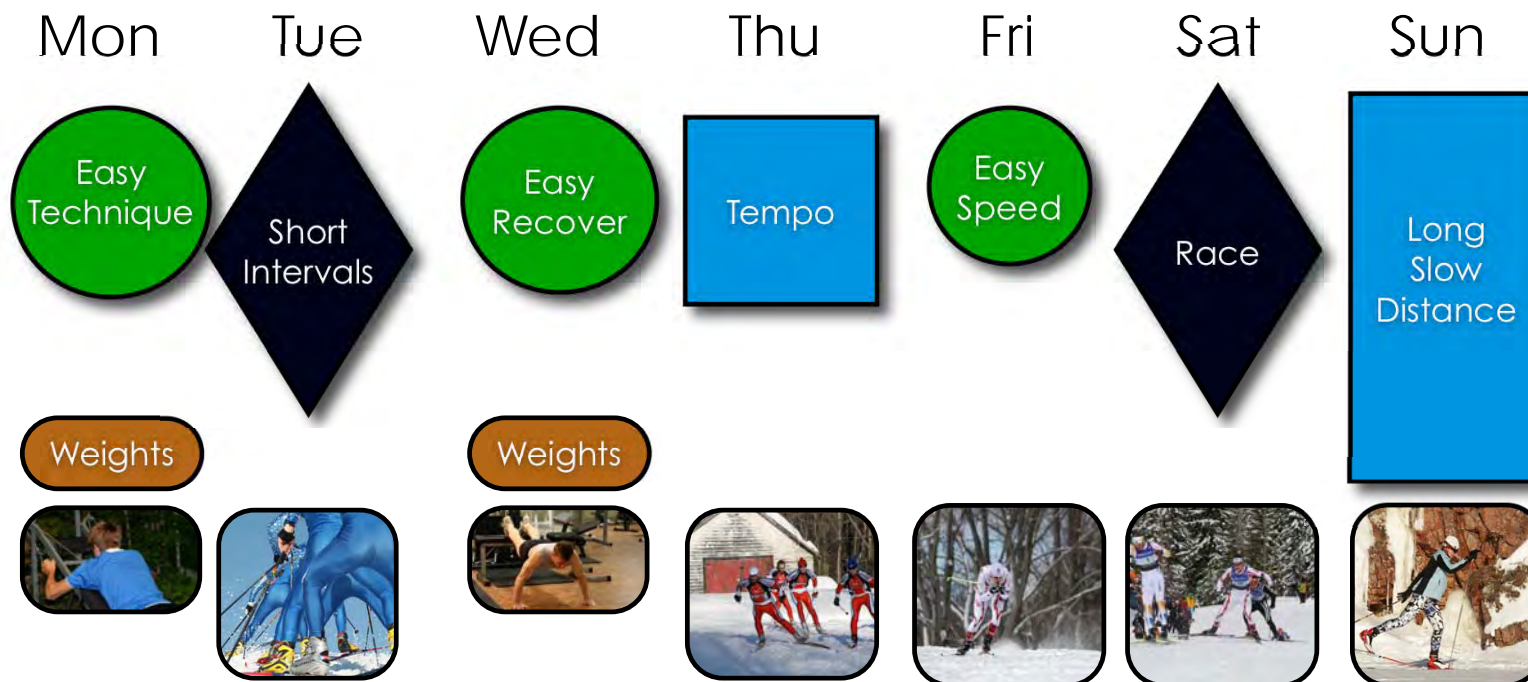 Mon Tue Wed Thu Fri Sat Sun
Easy
Technique
Short
Intervals
Easy
Recover
Tempo
Easy
Speed
Race
Long
Slow
Distance
Weights
Weights